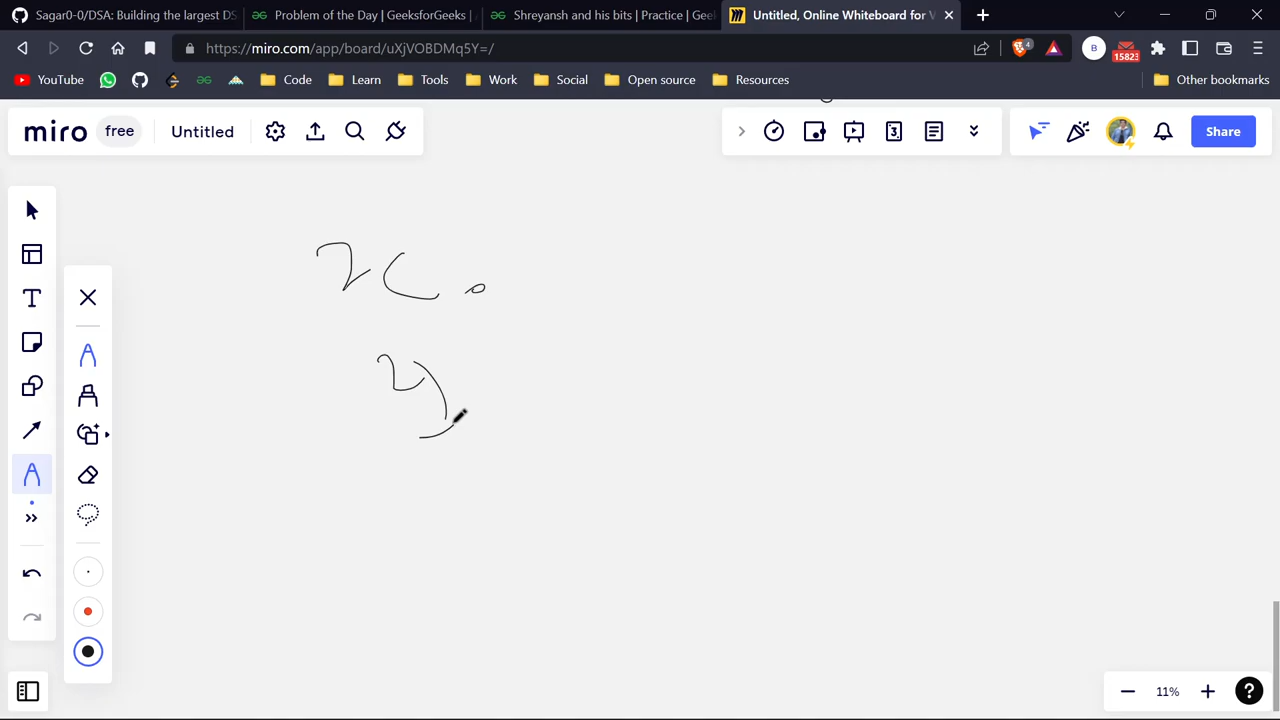 Sagar0-0/DSA: Building the largest DS
Problem of the Day | GeeksforGeeks |
Shreyansh and his bits | Practice | Geel
Untitled, Online Whiteboard for V
https://miro.com/app/board/uXjVOBDMq5Y=/
4
B
15823
YouTube
Code
Learn
Tools
Work
Social
Open source
Resources
Other bookmarks
miro free Untitled
3
Share
11%